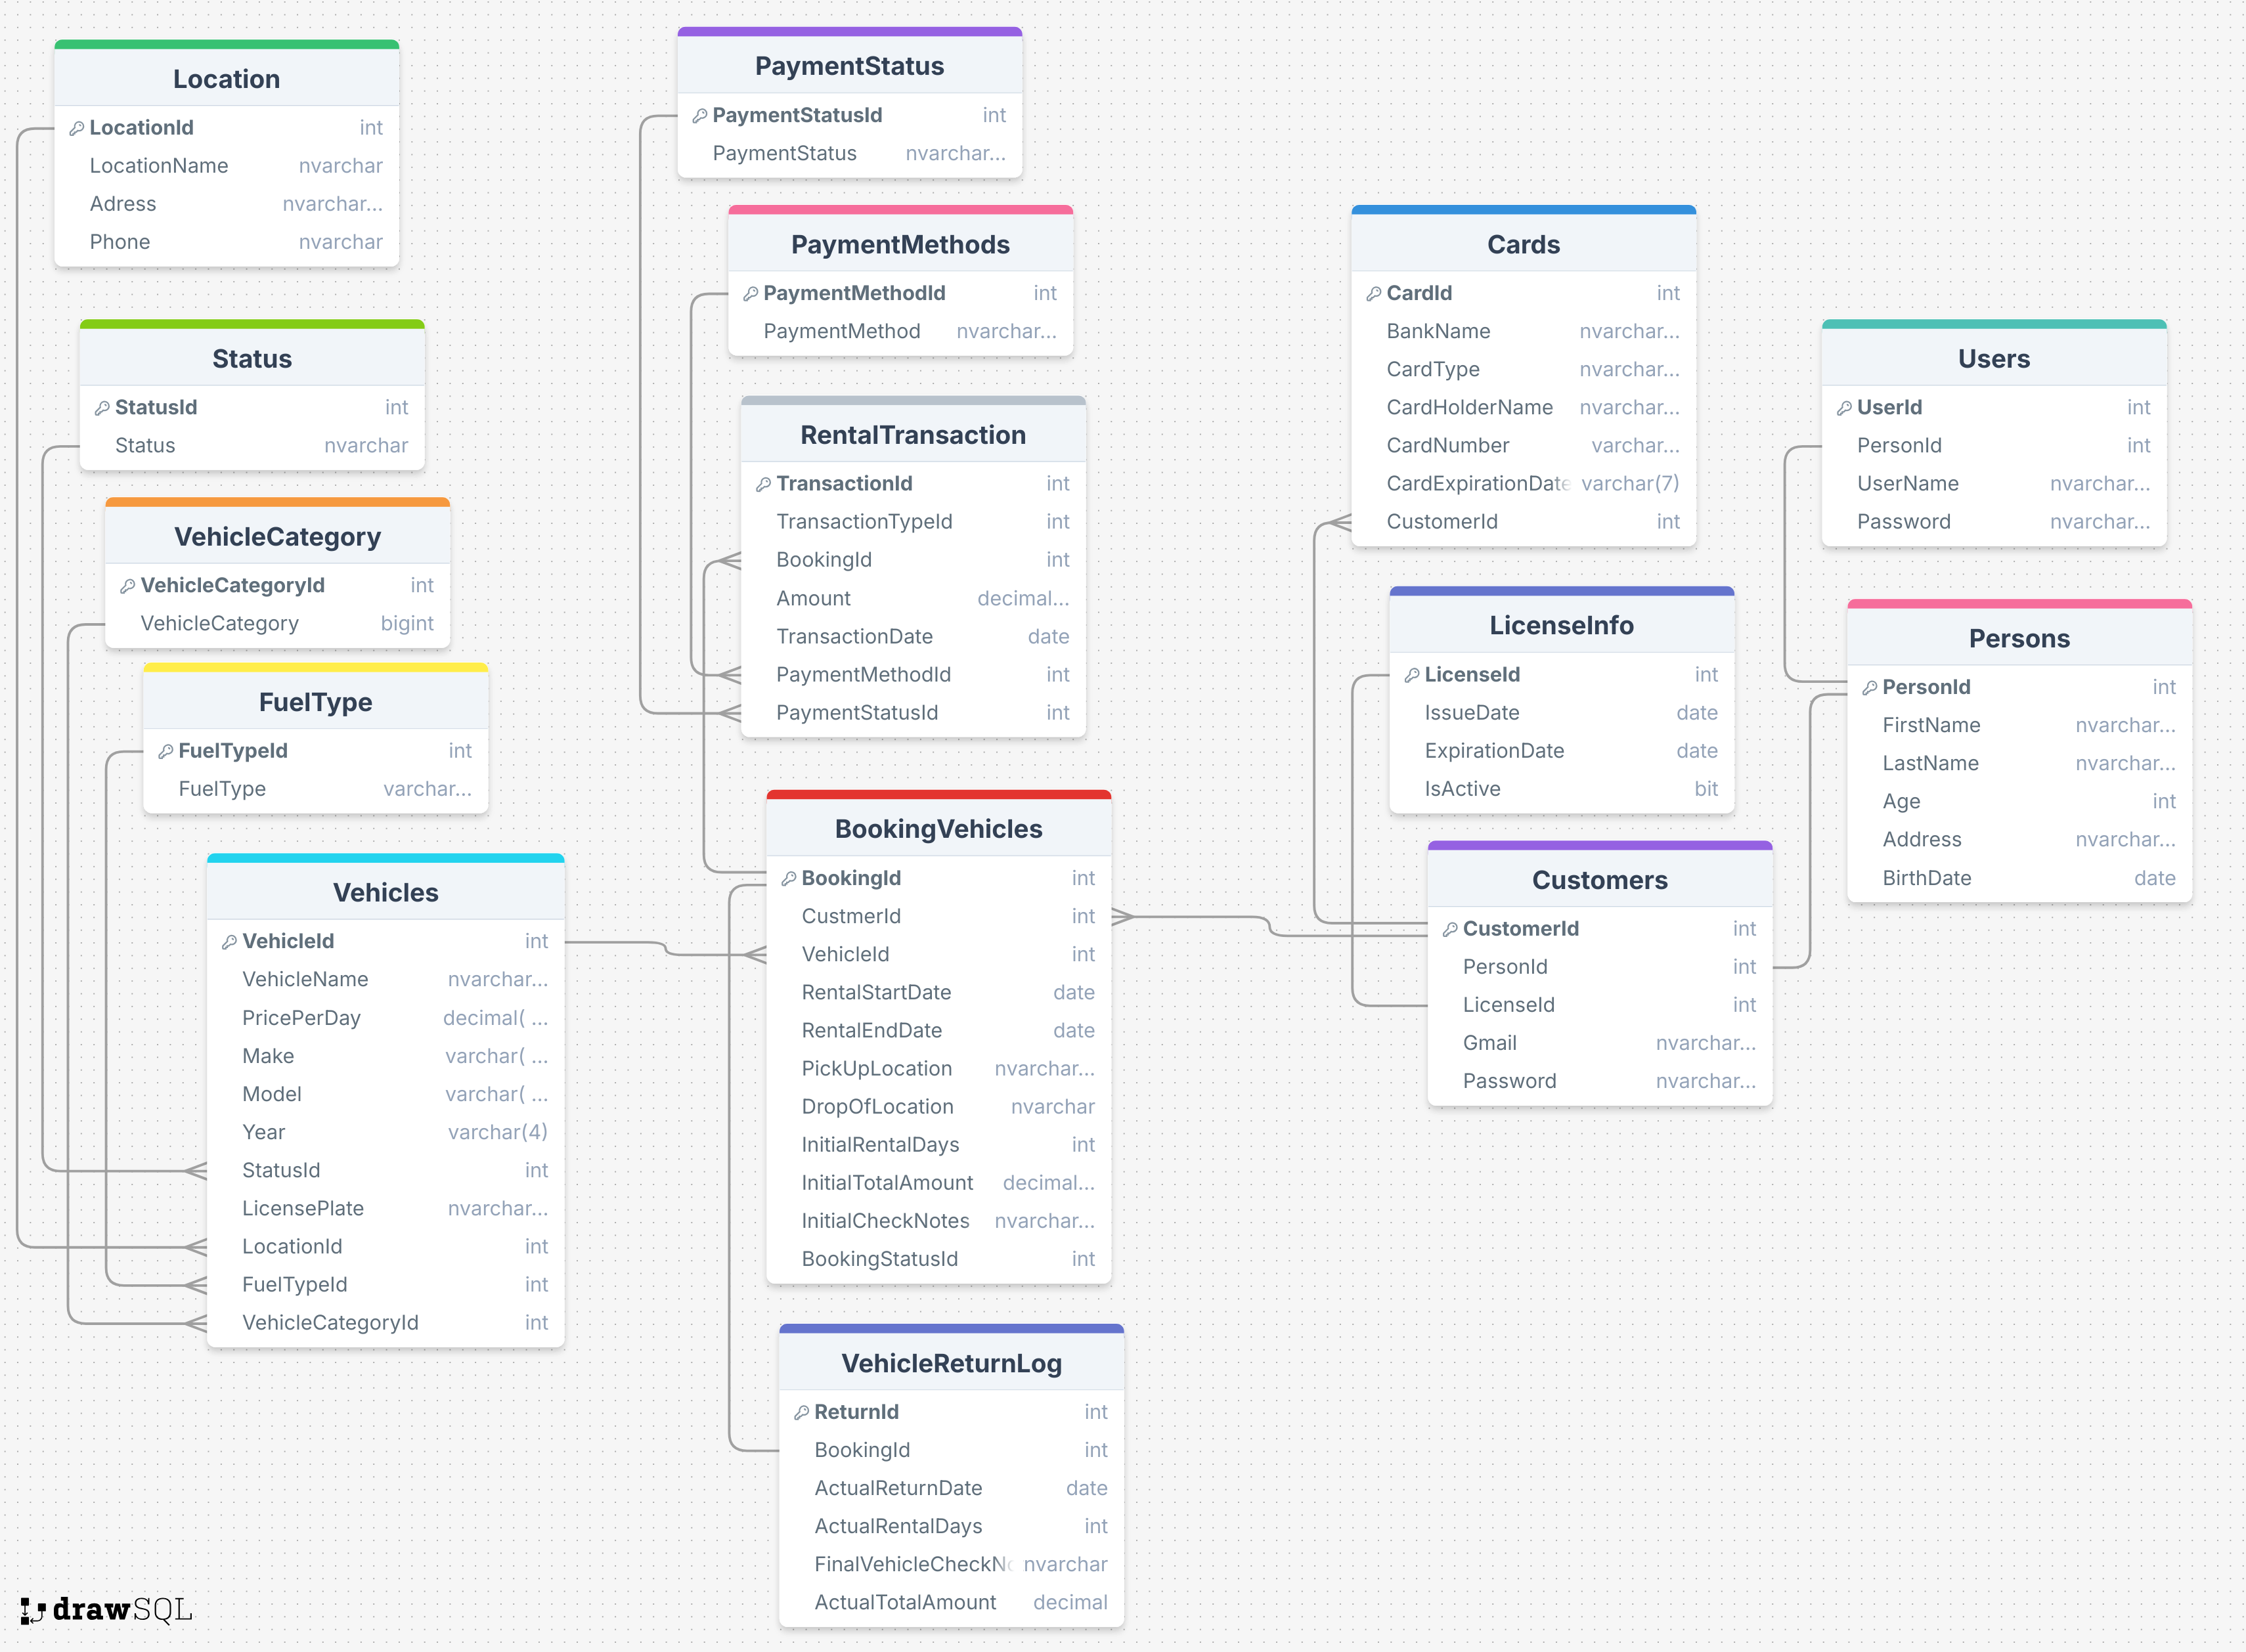 Location
LocationId int
LocationName nvarchar
Adress nvarchar...
Phone nvarchar
Status
StatusId int
Status nvarchar
VehicleCategory
VehicleCategoryId int
VehicleCategory bigint
FuelType
FuelTypeId int
FuelType varchar...
Vehicles
VehicleId int
VehicleName nvarchar...
PricePerDay decimal( ...
Make varchar( ...
Model varchar( ...
Year varchar(4)
StatusId int
LicensePlate nvarchar...
LocationId int
FuelTypeId int
VehicleCategoryId int
PaymentStatus
PaymentStatusId int
PaymentStatus nvarchar...
PaymentMethods
PaymentMethodId int
PaymentMethod nvarchar...
RentalTransaction
TransactionId int
TransactionTypeId int
BookingId int
Amount decimal...
TransactionDate date
PaymentMethodId int
PaymentStatusId int
BookingVehicles
BookingId int
CustmerId int
VehicleId int
RentalStartDate date
RentalEndDate date
PickUpLocation nvarchar...
DropOfLocation nvarchar
InitialRentalDays int
InitialTotalAmount decimal...
InitialCheckNotes nvarchar...
BookingStatusId int
VehicleReturnLog
ReturnId int
BookingId int
ActualReturnDate date
ActualRentalDays int
FinalVehicleCheckNo nvarchar
ActualTotalAmount decimal
Cards
CardId int
BankName nvarchar...
CardType nvarchar...
CardHolderName nvarchar...
CardNumber varchar...
CardExpirationDate varchar(7)
CustomerId int
LicenseInfo
LicenseId int
IssueDate date
ExpirationDate date
IsActive bit
Customers
CustomerId int
PersonId int
LicenseId int
Gmail nvarchar...
Password nvarchar...
Users
UserId int
PersonId int
UserName nvarchar...
Password nvarchar...
Persons
PersonId int
FirstName nvarchar...
LastName nvarchar...
Age int
Address nvarchar...
BirthDate date
drawSQL